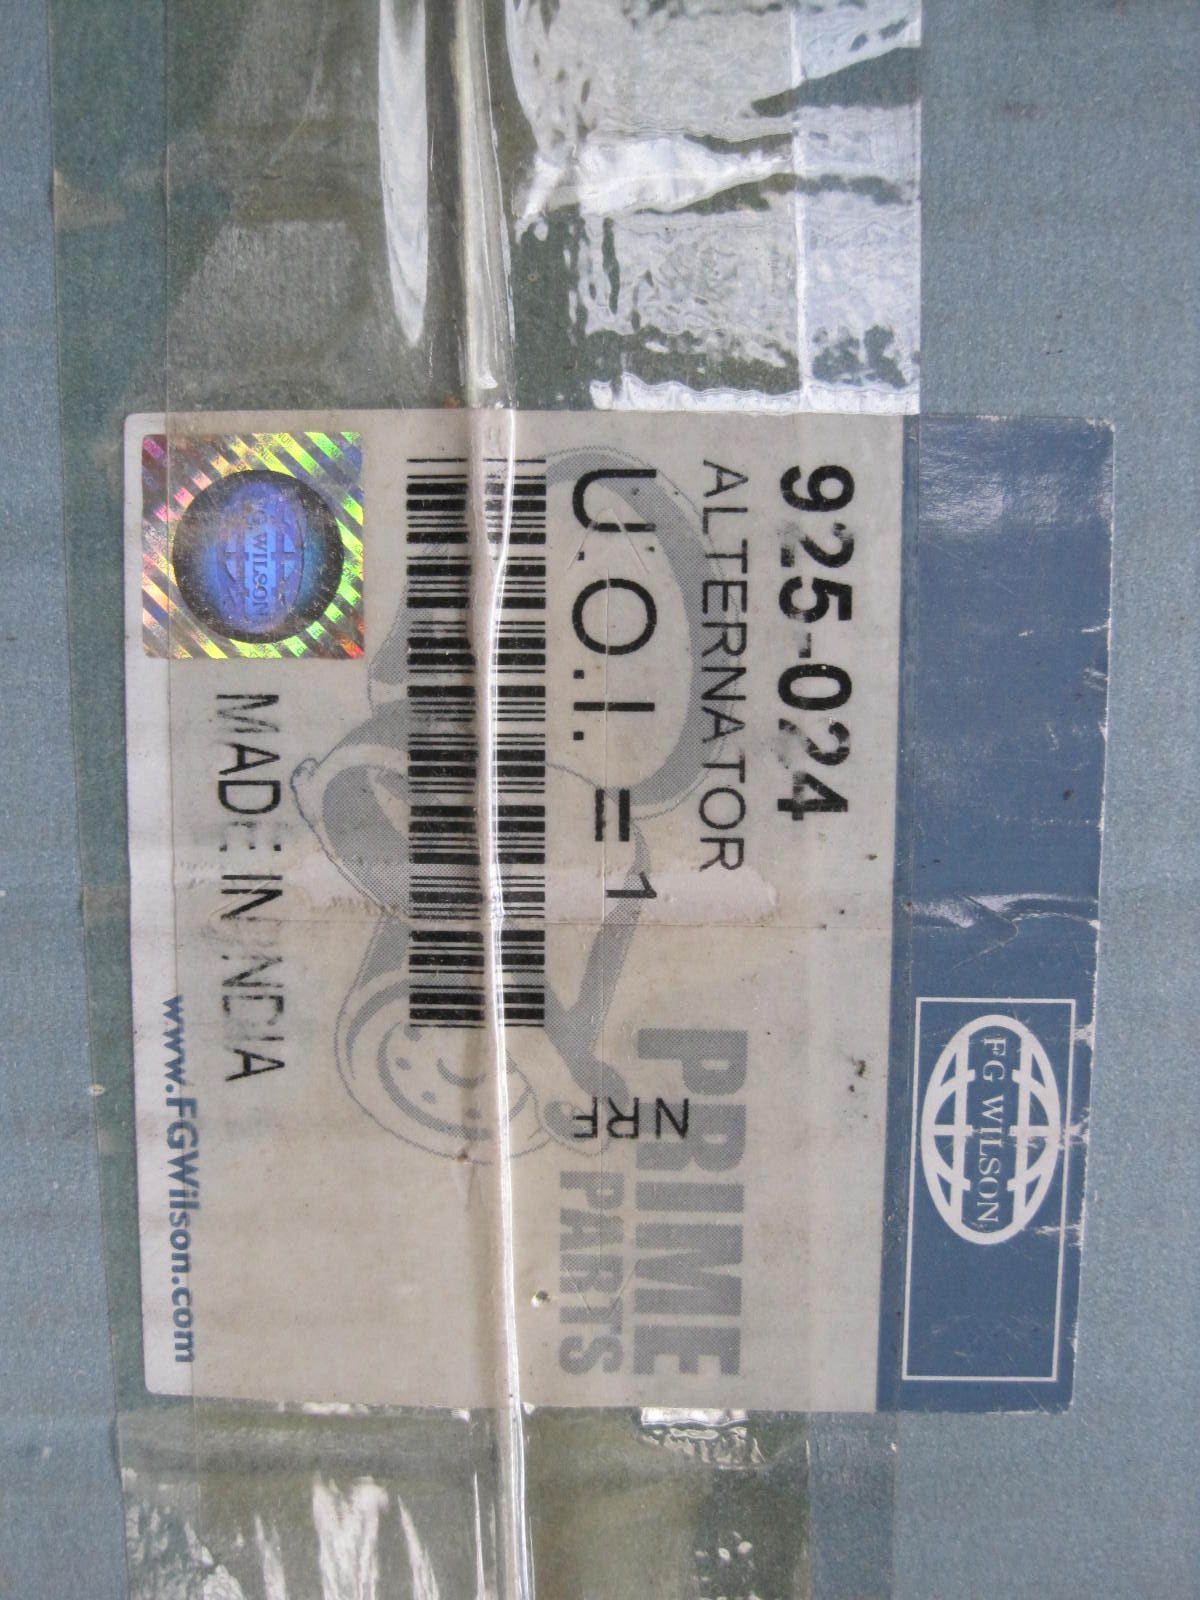 FG WILSON
925-024
ALTERNATOR
U.O.I. = 1
PRIME
PARTS
NRF
MADE IN INDIA
FG WILSON
www.FGWilson.com